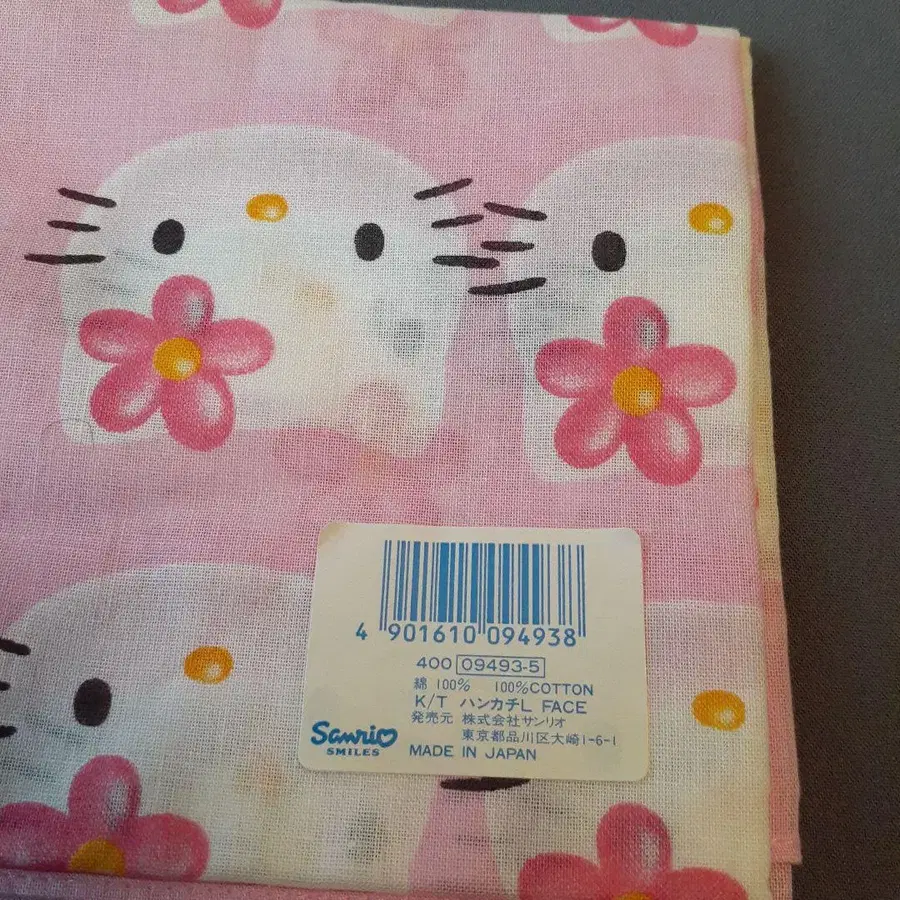 4 901610 094938
400 09493-5
綿 100% 100%COTTON
K/T ハンカチL FACE
発売元 株式会社サンリオ
東京都品川区大崎1-6-1
Sanrio
SMILES
MADE IN JAPAN